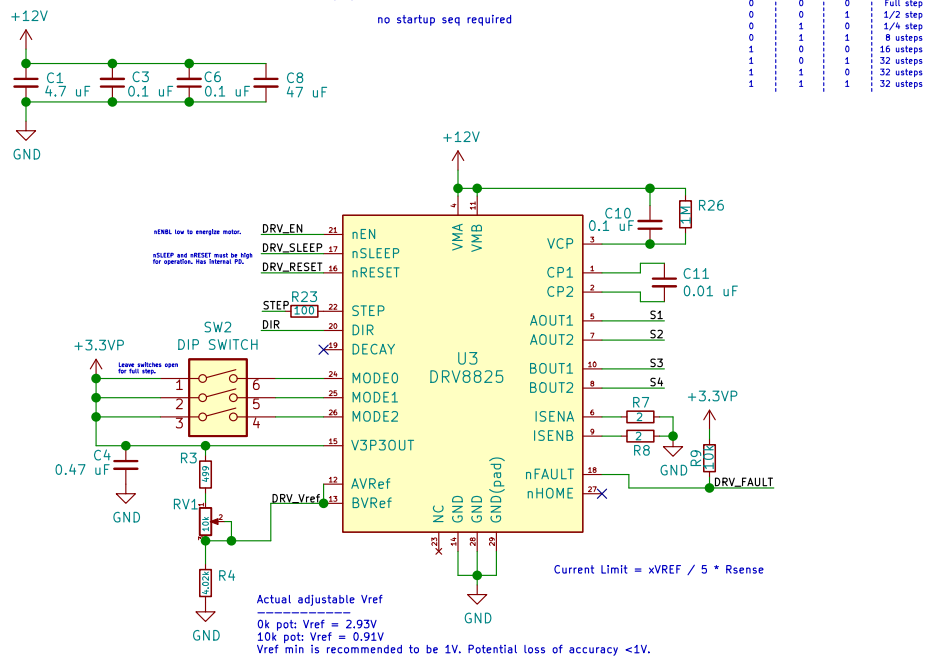 no startup seq required
0 0 0 Full step
0 0 1 1/2 step
0 1 0 1/4 step
0 1 1 8 usteps
1 0 0 16 usteps
1 0 1 32 usteps
1 1 0 32 usteps
1 1 1 32 usteps
+12V
C1
4.7 uF
C3
0.1 uF
C6
0.1 uF
C8
47 uF
GND
+12V
4
11
VMA
VMB
C10
0.1 uF
R26
1M
nENBL low to energize motor.
DRV_EN
21
nEN
nSLEEP and nRESET must be high
for operation. Has internal PD.
DRV_SLEEP
17
nSLEEP
DRV_RESET
16
nRESET
VCP
3
CP1
1
CP2
2
C11
0.01 uF
STEP
R23
100
22
STEP
DIR
20
DIR
19
DECAY
AOUT1
5
S1
AOUT2
7
S2
BOUT1
10
S3
BOUT2
8
S4
U3
DRV8825
SW2
DIP SWITCH
+3.3VP
Leave switches open
for full step.
1
6
2
5
3
4
24
MODE0
25
MODE1
26
MODE2
15
V3P3OUT
ISENA
6
R7
2
ISENB
9
2
R8
GND
+3.3VP
R9
10k
C4
0.47 uF
GND
R3
499
RV1
1
10k
2
3
R4
4.02k
GND
DRV_Vref
12
AVRef
13
BVRef
nFAULT
18
DRV_FAULT
nHOME
27
NC
GND
GND
GND(pad)
23
14
28
29
GND
Current Limit = xVREF / 5 * Rsense
Actual adjustable Vref
-----------
0k pot: Vref = 2.93V
10k pot: Vref = 0.91V
Vref min is recommended to be 1V. Potential loss of accuracy <1V.